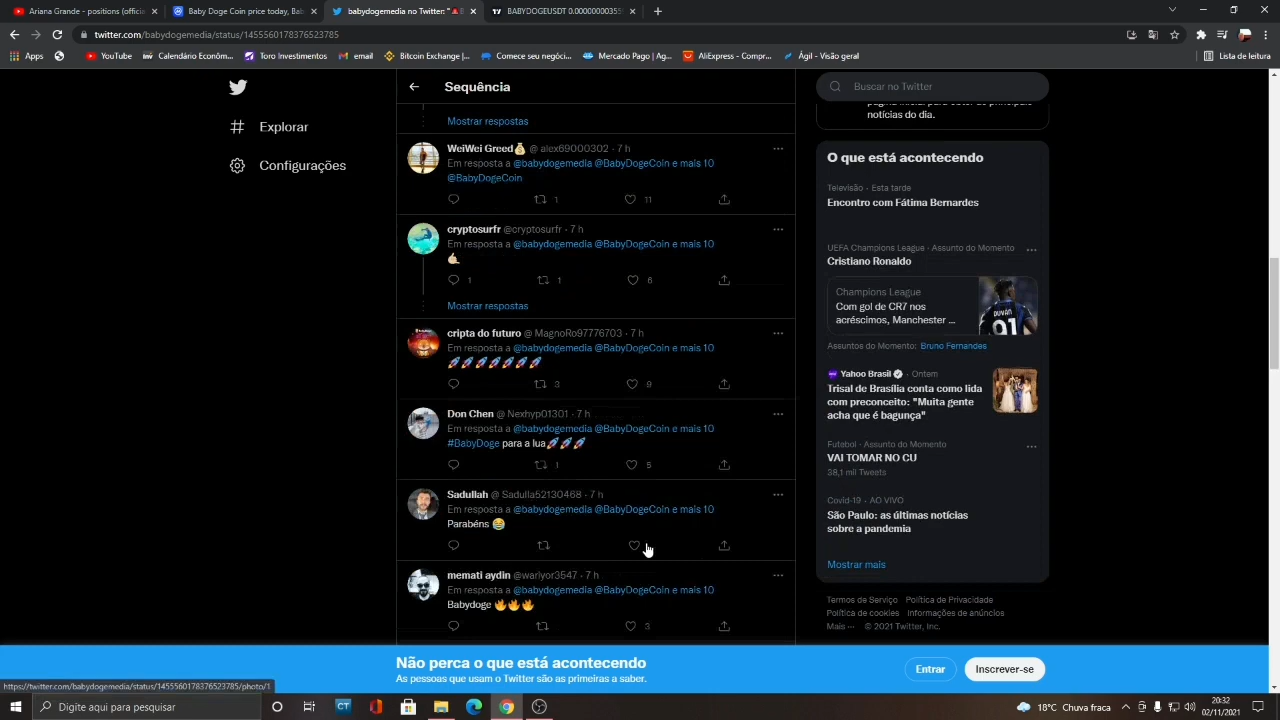 Ariana Grande - positions (officia
Baby Doge Coin price today, Bab
babydogemedia no Twitter: "🔺B
BABYDOGEUSDT 0.00000000355
twitter.com/babydogemedia/status/1455560178376523785
Apps
YouTube
Calendário Econôm...
Toro Investimentos
email
Bitcoin Exchange |...
Comece seu negóci...
Mercado Pago | Ag...
AliExpress - Compr...
Ágil - Visão geral
Lista de leitura
Explorar
Configurações
Sequência
Mostrar respostas
WeiWei Greed💰 @ alex69000302 · 7 h
Em resposta a @babydogemedia @BabyDogeCoin e mais 10
@BabyDogeCoin
1 11
cryptosurfr @cryptosurfr · 7 h
Em resposta a @babydogemedia @BabyDogeCoin e mais 10
1 1 6
Mostrar respostas
cripta do futuro @ MagnoRo97776703 · 7 h
Em resposta a @babydogemedia @BabyDogeCoin e mais 10
🚀🚀🚀🚀🚀🚀🚀
3 9
Don Chen @ Nexhyp01301 · 7 h
Em resposta a @babydogemedia @BabyDogeCoin e mais 10
#BabyDoge para a lua🚀🚀🚀
1 5
Sadullah @ Sadulla52130468 · 7 h
Em resposta a @babydogemedia @BabyDogeCoin e mais 10
Parabéns 😂
memati aydin @wariyor3547 · 7 h
Em resposta a @babydogemedia @BabyDogeCoin e mais 10
Babydoge 🔥🔥🔥
3
Buscar no Twitter
página inicial para obter as principais
notícias do dia.
O que está acontecendo
Televisão · Esta tarde
Encontro com Fátima Bernardes
UEFA Champions League · Assunto do Momento
Cristiano Ronaldo
Champions League
Com gol de CR7 nos
acréscimos, Manchester ...
DUVÁN
91
Assuntos do Momento: Bruno Fernandes
Yahoo Brasil · Ontem
Trisal de Brasília conta como lida
com preconceito: "Muita gente
acha que é bagunça"
Futebol · Assunto do Momento
VAI TOMAR NO CU
38,1 mil Tweets
Covid-19 · AO VIVO
São Paulo: as últimas notícias
sobre a pandemia
Mostrar mais
Termos de Serviço Política de Privacidade
Política de cookies Informações de anúncios
Mais ··· © 2021 Twitter, Inc.
Não perca o que está acontecendo
As pessoas que usam o Twitter são as primeiras a saber.
Entrar
Inscrever-se
https://twitter.com/babydogemedia/status/1455560178376523785/photo/1
Digite aqui para pesquisar
CT
18°C Chuva fraca
20:32
02/11/2021